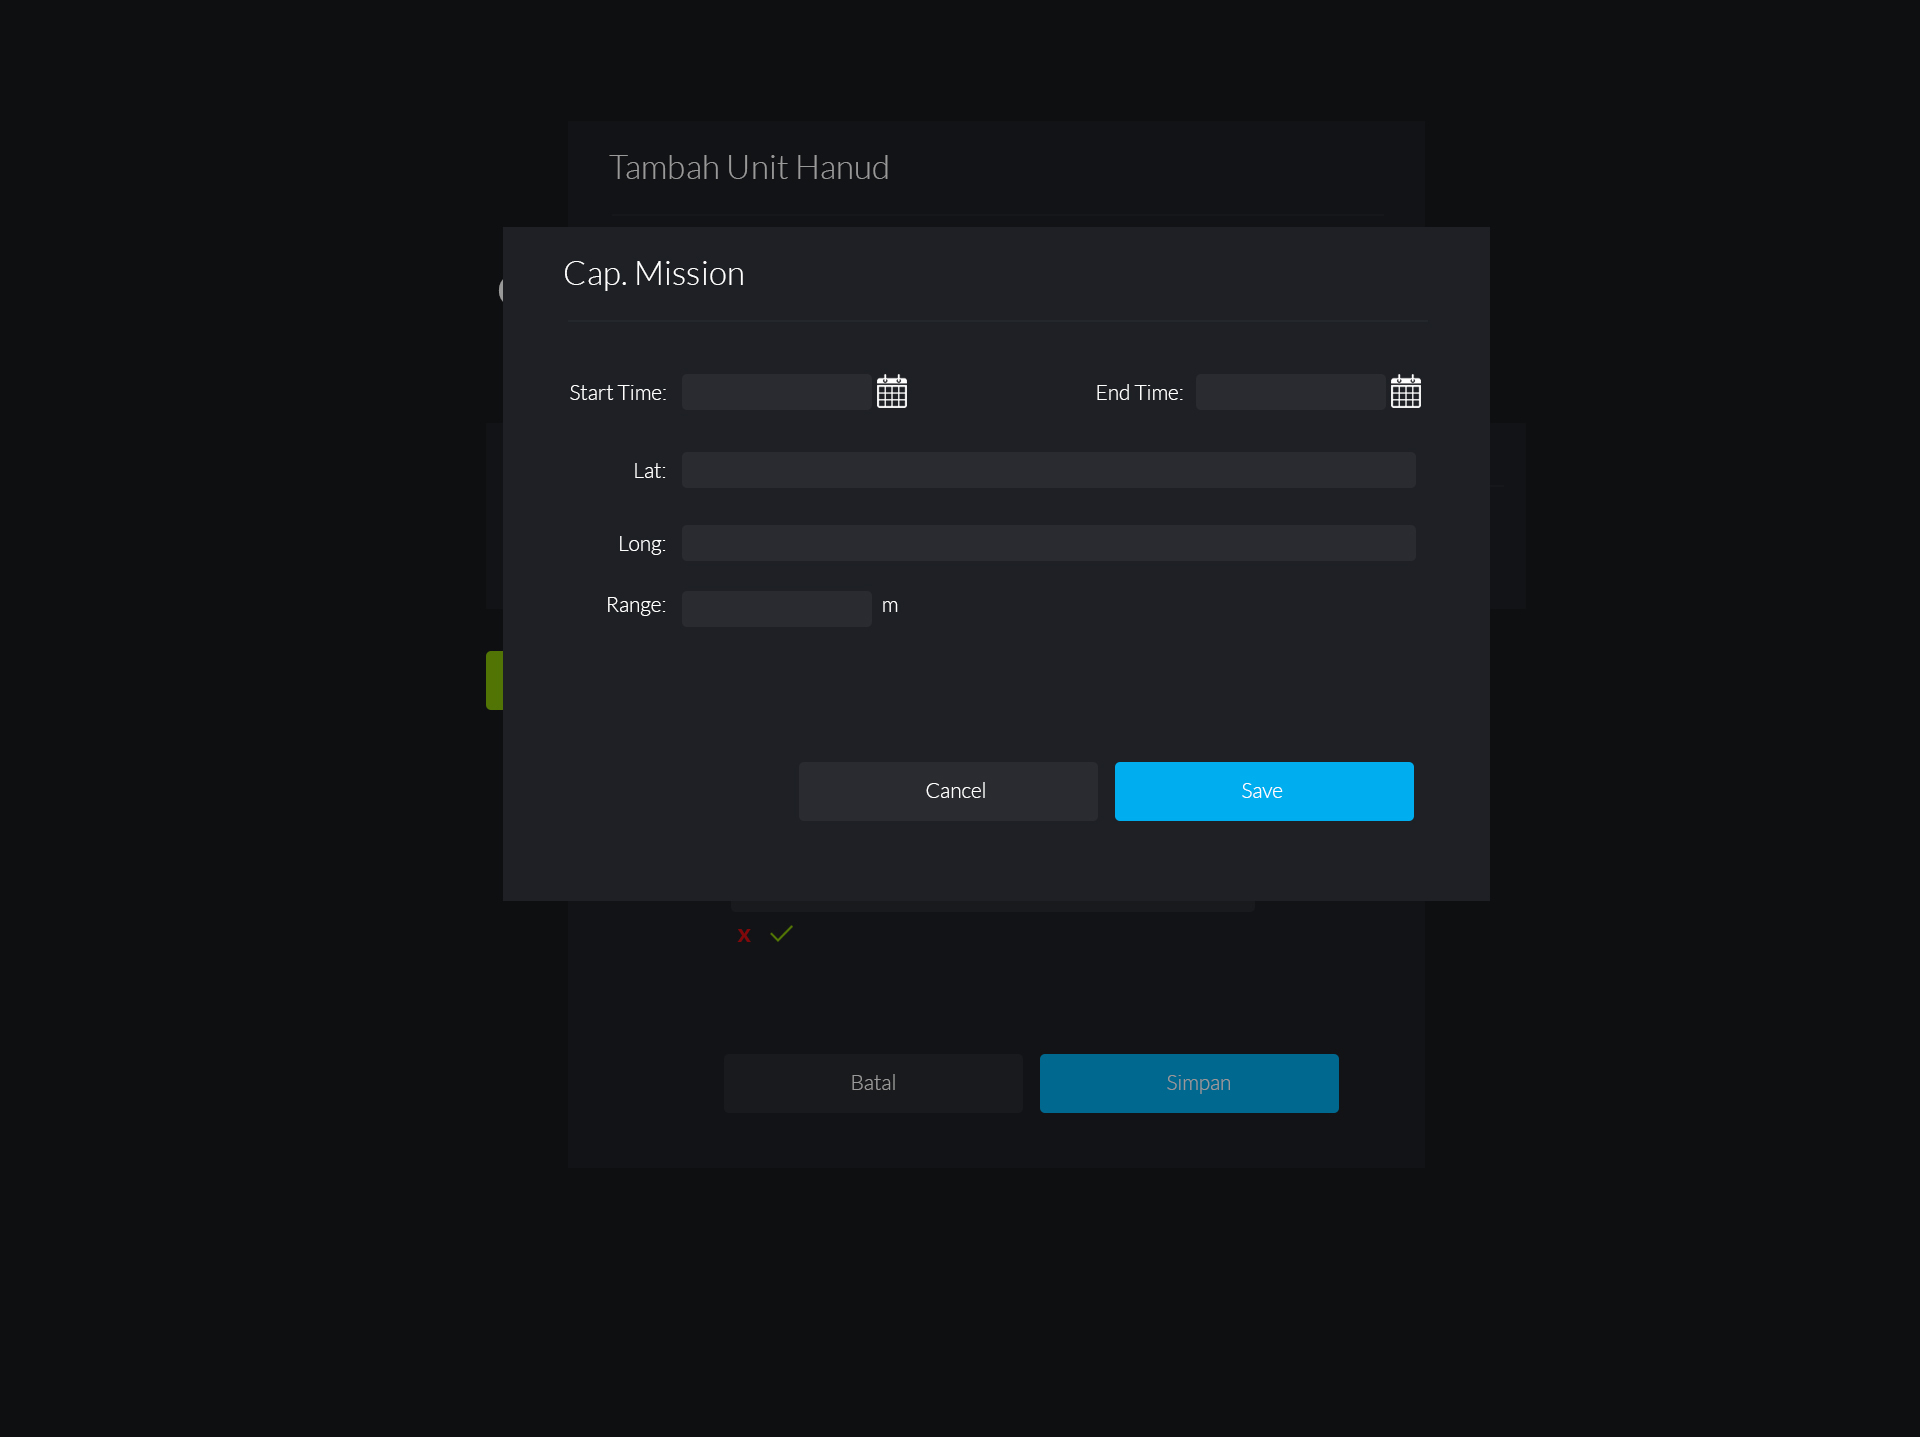 Tambah Unit Hanud
Cap. Mission
Start Time:
End Time:
Lat:
Long:
Range: m
Cancel
Save
x
Batal
Simpan